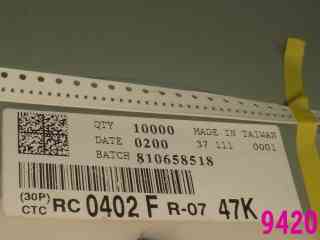 QTY 10000 MADE IN TAIWAN
DATE 0200 37 111 0001
BATCH 810658518
(30P) CTC RC 0402 F R-07 47K
9420